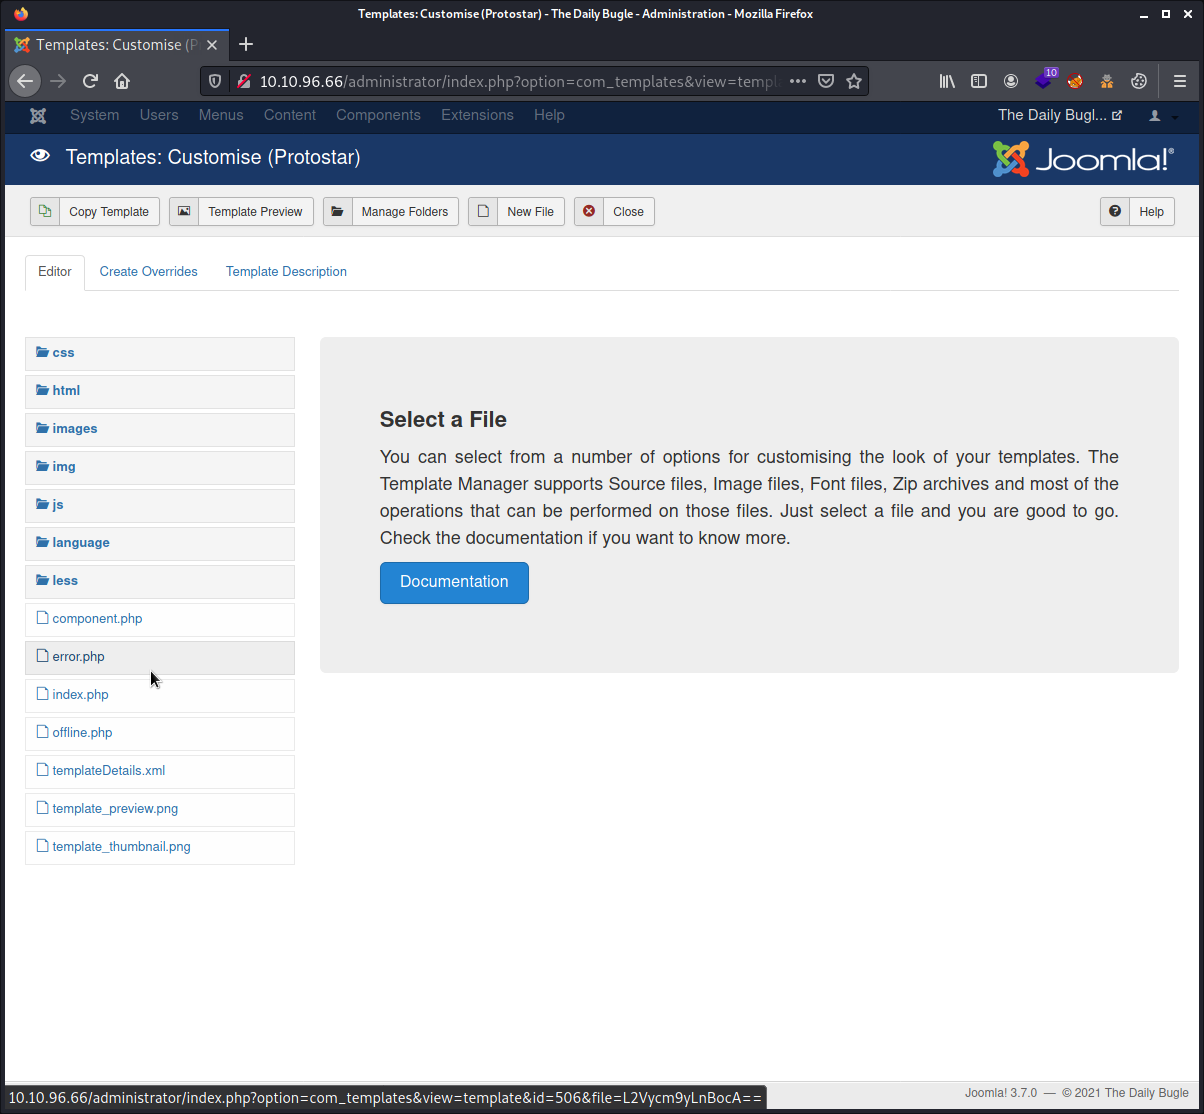 Templates: Customise (Protostar) - The Daily Bugle - Administration - Mozilla Firefox
Templates: Customise (P
10.10.96.66/administrator/index.php?option=com_templates&view=templ
10
System Users Menus Content Components Extensions Help The Daily Bugl...
Templates: Customise (Protostar) Joomla!®
Copy Template Template Preview Manage Folders New File Close Help
Editor Create Overrides Template Description
css
html
images
img
js
language
less
component.php
error.php
index.php
offline.php
templateDetails.xml
template_preview.png
template_thumbnail.png
Select a File
You can select from a number of options for customising the look of your templates. The
Template Manager supports Source files, Image files, Font files, Zip archives and most of the
operations that can be performed on those files. Just select a file and you are good to go.
Check the documentation if you want to know more.
Documentation
10.10.96.66/administrator/index.php?option=com_templates&view=template&id=506&file=L2Vycm9yLnBocA==
Joomla! 3.7.0 — © 2021 The Daily Bugle